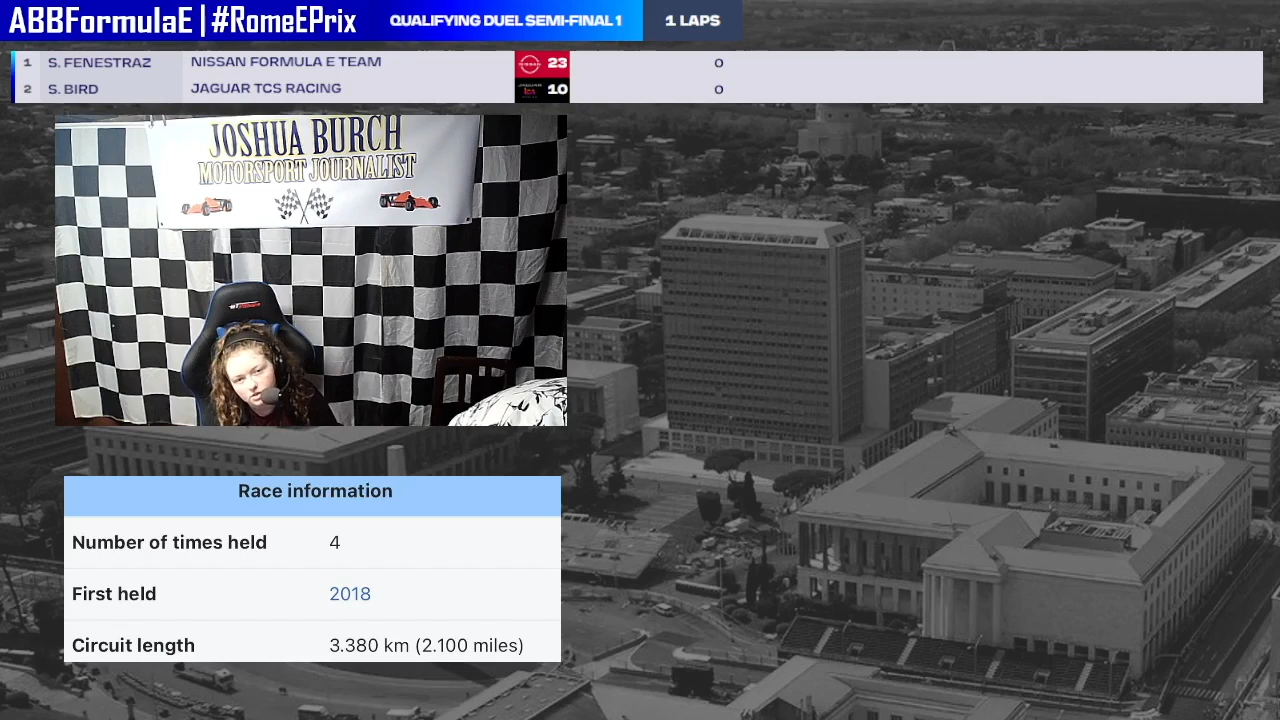 ABBFormulaE | #RomeEPrix QUALIFYING DUEL SEMI-FINAL 1 1 LAPS
1 S. FENESTRAZ NISSAN FORMULA E TEAM NISSAN 23 0
2 S. BIRD JAGUAR TCS RACING 10 0
JOSHUA BURCH
MOTORSPORT JOURNALIST
Race information
Number of times held 4
First held 2018
Circuit length 3.380 km (2.100 miles)